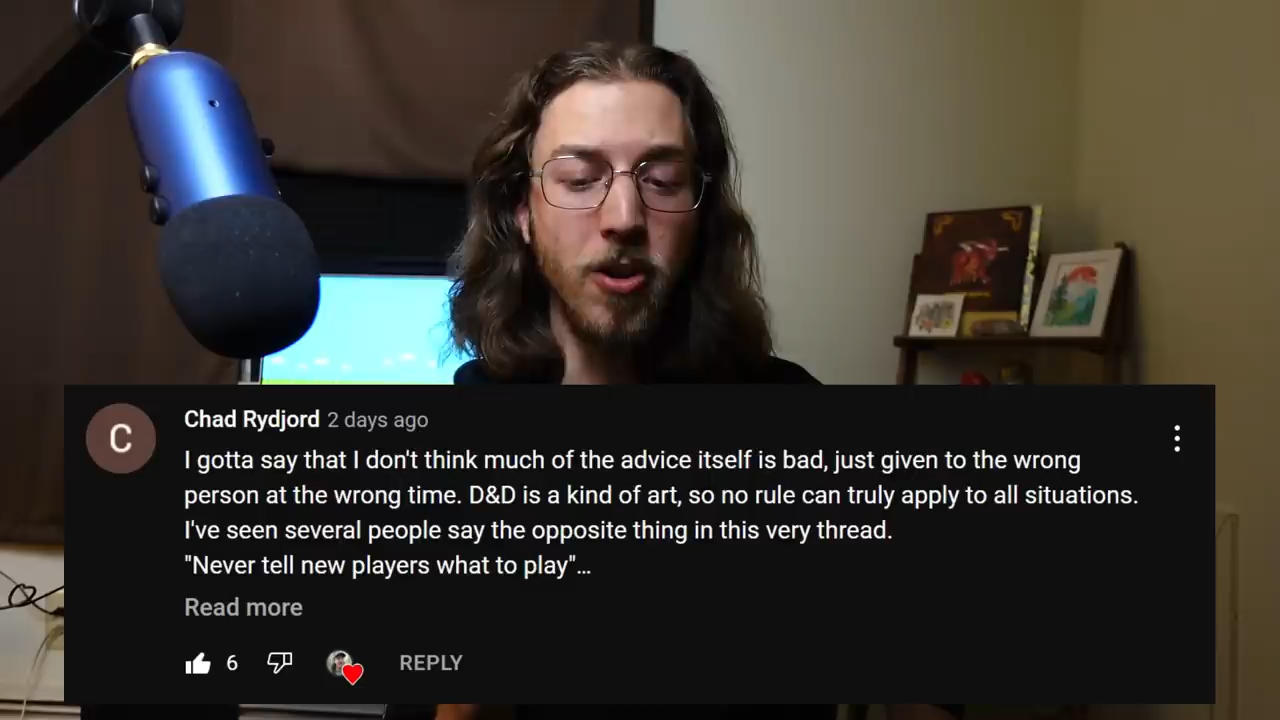 Chad Rydjord 2 days ago
I gotta say that I don't think much of the advice itself is bad, just given to the wrong
person at the wrong time. D&D is a kind of art, so no rule can truly apply to all situations.
I've seen several people say the opposite thing in this very thread.
"Never tell new players what to play"…
Read more
6
REPLY
C